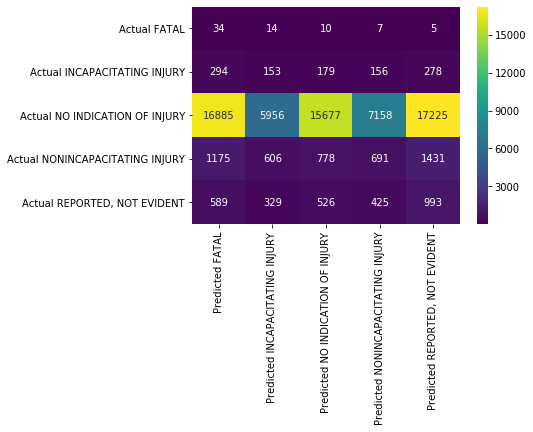 Actual FATAL 34 14 10 7 5
Actual INCAPACITATING INJURY 294 153 179 156 278
Actual NO INDICATION OF INJURY 16885 5956 15677 7158 17225
Actual NONINCAPACITATING INJURY 1175 606 778 691 1431
Actual REPORTED, NOT EVIDENT 589 329 526 425 993
Predicted FATAL
Predicted INCAPACITATING INJURY
Predicted NO INDICATION OF INJURY
Predicted NONINCAPACITATING INJURY
Predicted REPORTED, NOT EVIDENT
15000
12000
9000
6000
3000